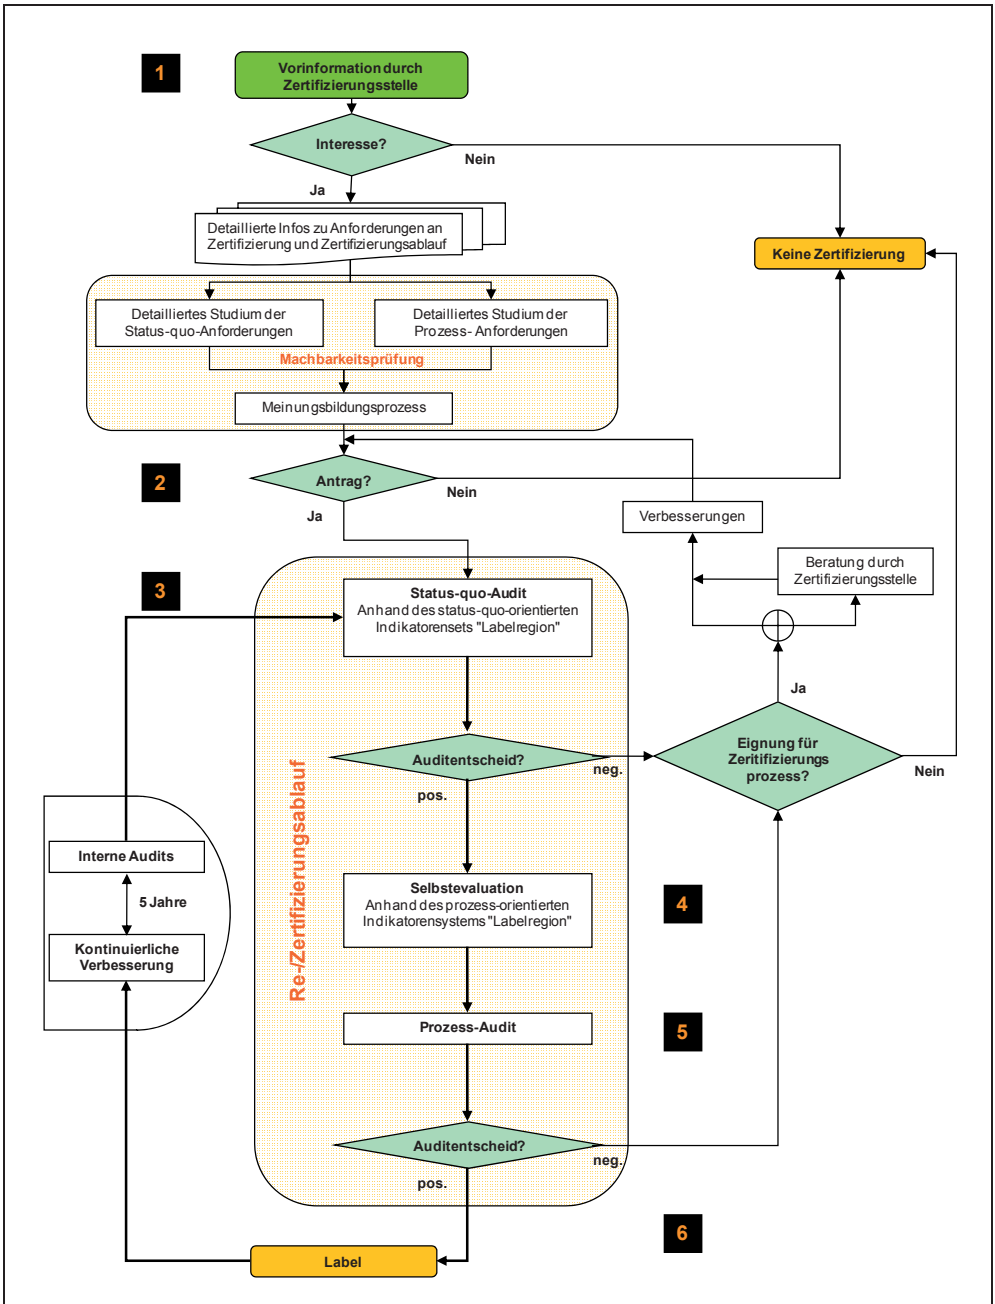 1
Vorinformation durch
Zertifizierungsstelle
Interesse?
Nein
Ja
Detaillierte Infos zu Anforderungen an
Zertifizierung und Zertifizierungsablauf
Keine Zertifizierung
Detailliertes Studium der
Status-quo-Anforderungen
Detailliertes Studium der
Prozess- Anforderungen
Machbarkeitsprüfung
Meinungsbildungsprozess
2
Antrag?
Nein
Ja
Verbesserungen
Beratung durch
Zertifizierungsstelle
3
Status-quo-Audit
Anhand des status-quo-orientierten
Indikatorensets "Labelregion"
Ja
Auditentscheid?
neg.
pos.
Eignung für
Zeritifizierungs
prozess?
Nein
Re-/Zertifizierungsablauf
Interne Audits
5 Jahre
Kontinuierliche
Verbesserung
Selbstevaluation
Anhand des prozess-orientierten
Indikatorensystems "Labelregion"
4
Prozess-Audit
5
Auditentscheid?
neg.
pos.
6
Label